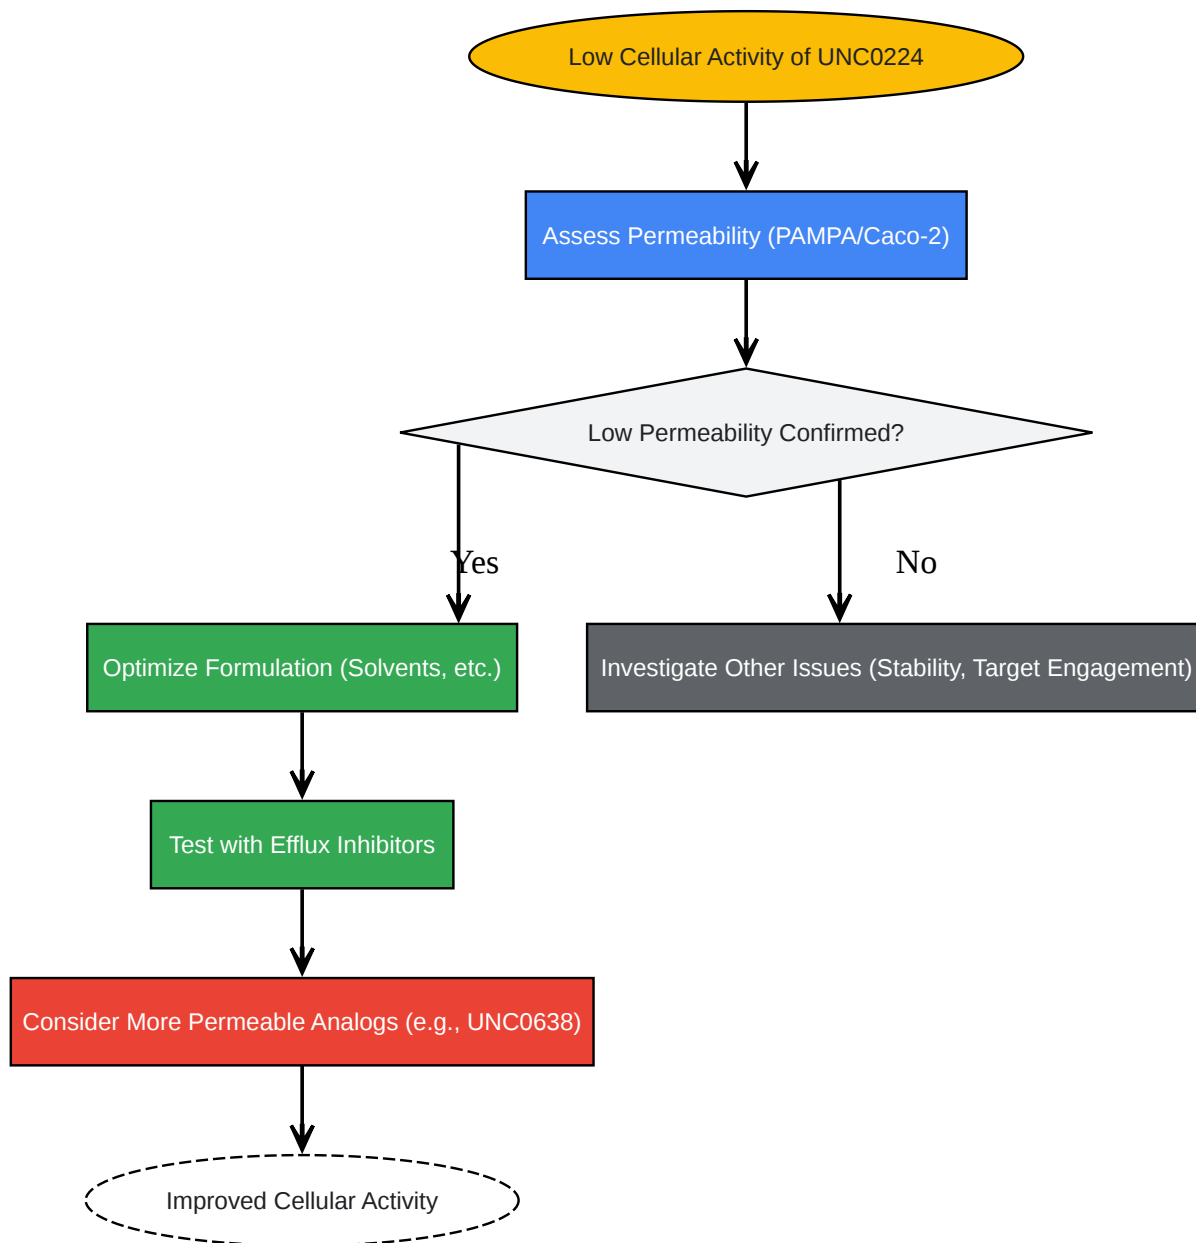 Low Cellular Activity of UNC0224
Assess Permeability (PAMPA/Caco-2)
Low Permeability Confirmed?
Yes
No
Optimize Formulation (Solvents, etc.)
Investigate Other Issues (Stability, Target Engagement)
Test with Efflux Inhibitors
Consider More Permeable Analogs (e.g., UNC0638)
Improved Cellular Activity